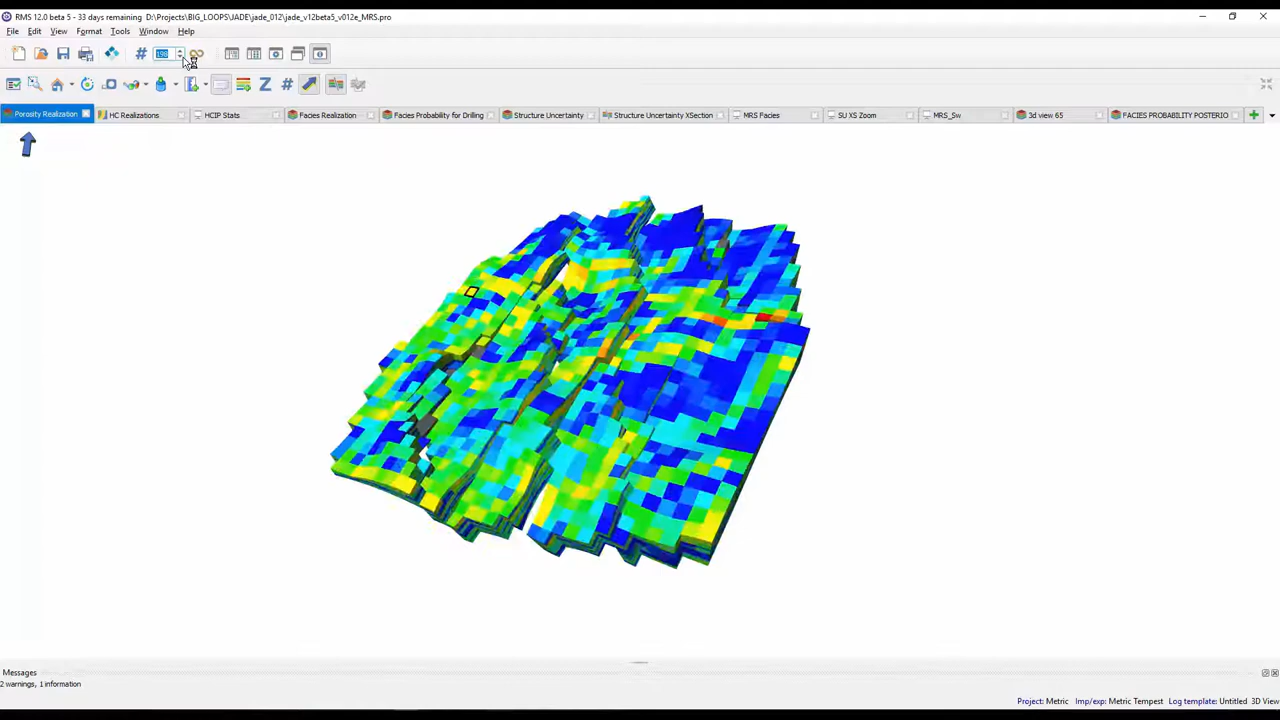 RMS 12.0 beta 5 - 33 days remaining D:\Projects\BIG_LOOPS\JADE\jade_012\jade_v12beta5_v012e_MRS.pro
File Edit View Format Tools Window Help
198
Porosity Realization HC Realizations HCIP Stats Facies Realization Facies Probability for Drilling Structure Uncertainty Structure Uncertainty XSection MRS Facies SU XS Zoom MRS_Sw 3d view 65 FACIES PROBABILITY POSTERIO
Messages
2 warnings, 1 information
Project: Metric Imp/exp: Metric Tempest Log template: Untitled 3D View